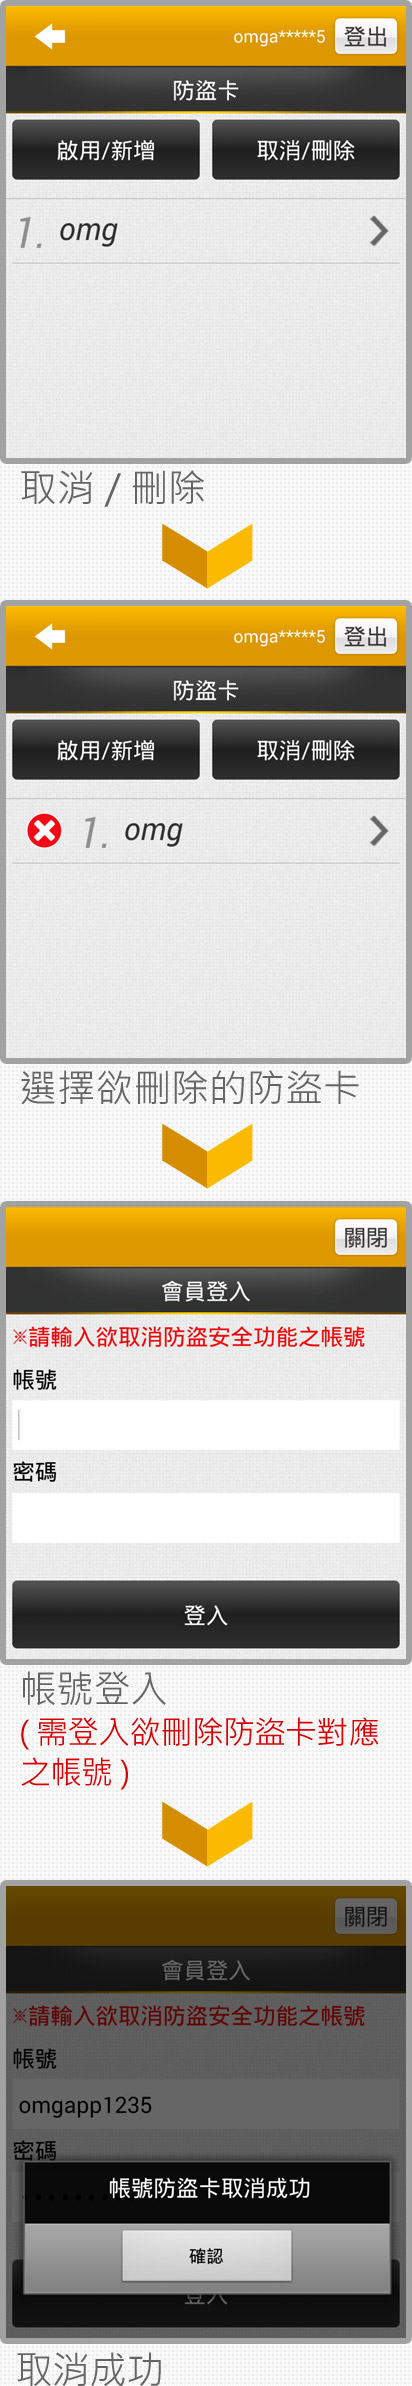 omga*****5 登出
防盜卡
啟用/新增 取消/刪除
1. omg
取消 / 刪除
omga*****5 登出
防盜卡
啟用/新增 取消/刪除
1. omg
選擇欲刪除的防盜卡
關閉
會員登入
※請輸入欲取消防盜安全功能之帳號
帳號
密碼
登入
帳號登入
( 需登入欲刪除防盜卡對應
之帳號 )
關閉
會員登入
※請輸入欲取消防盜安全功能之帳號
帳號
omgapp1235
密碼
帳號防盜卡取消成功
確認
登入
取消成功